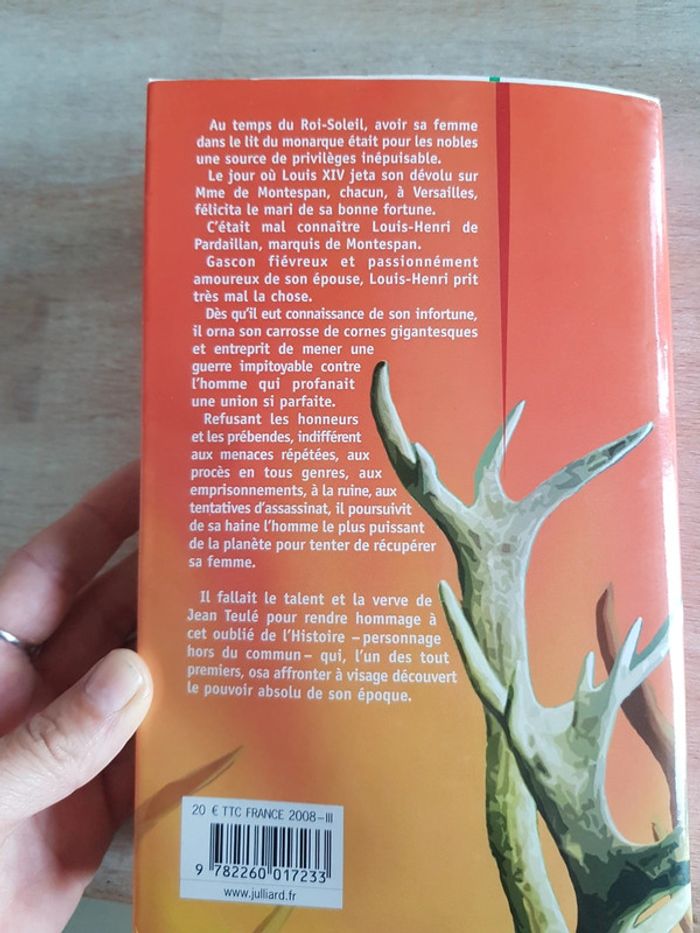 Au temps du Roi-Soleil, avoir sa femme
dans le lit du monarque était pour les nobles
une source de privilèges inépuisable.
Le jour où Louis XIV jeta son dévolu sur
Mme de Montespan, chacun, à Versailles,
félicita le mari de sa bonne fortune.
C'était mal connaître Louis-Henri de
Pardaillan, marquis de Montespan.
Gascon fiévreux et passionnément
amoureux de son épouse, Louis-Henri prit
très mal la chose.
Dès qu'il eut connaissance de son infortune,
il orna son carrosse de cornes gigantesques
et entreprit de mener une
guerre impitoyable contre
l'homme qui profanait
une union si parfaite.
Refusant les honneurs
et les prébendes, indifférent
aux menaces répétées, aux
procès en tous genres, aux
emprisonnements, à la ruine, aux
tentatives d'assassinat, il poursuivit
de sa haine l'homme le plus puissant
de la planète pour tenter de récupérer
sa femme.
Il fallait le talent et la verve de
Jean Teulé pour rendre hommage à
cet oublié de l'Histoire – personnage
hors du commun – qui, l'un des tout
premiers, osa affronter à visage découvert
le pouvoir absolu de son époque.
20 € TTC FRANCE 2008-III
9 782260 017233
www.julliard.fr